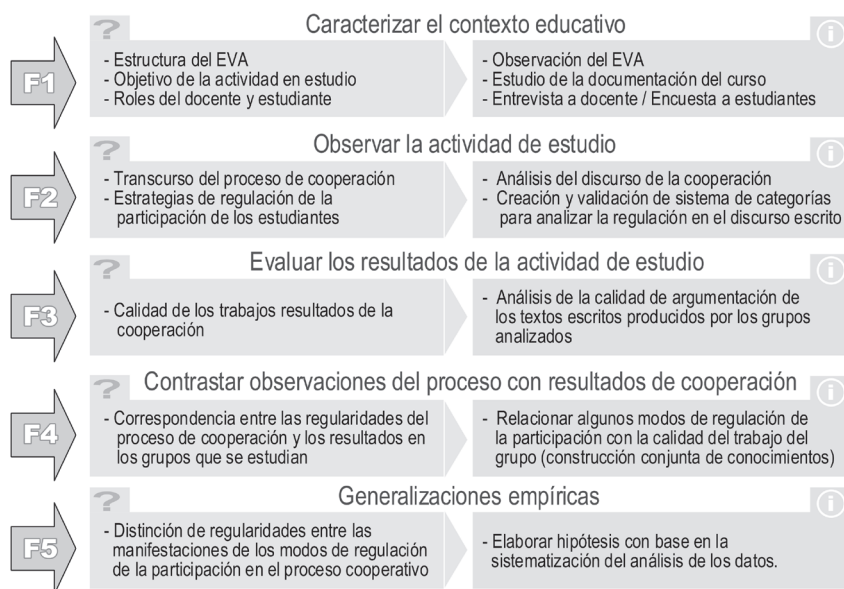 Caracterizar el contexto educativo
?
i
F1
- Estructura del EVA
- Objetivo de la actividad en estudio
- Roles del docente y estudiante
- Observación del EVA
- Estudio de la documentación del curso
- Entrevista a docente / Encuesta a estudiantes
Observar la actividad de estudio
?
i
F2
- Transcurso del proceso de cooperación
- Estrategias de regulación de la
participación de los estudiantes
- Análisis del discurso de la cooperación
- Creación y validación de sistema de categorías
para analizar la regulación en el discurso escrito
Evaluar los resultados de la actividad de estudio
?
i
F3
- Calidad de los trabajos resultados de la
cooperación
- Análisis de la calidad de argumentación de
los textos escritos producidos por los grupos
analizados
Contrastar observaciones del proceso con resultados de cooperación
?
i
F4
- Correspondencia entre las regularidades del
proceso de cooperación y los resultados en
los grupos que se estudian
- Relacionar algunos modos de regulación de
la participación con la calidad del trabajo del
grupo (construcción conjunta de conocimientos)
Generalizaciones empíricas
?
i
F5
- Distinción de regularidades entre las
manifestaciones de los modos de regulación
de la participación en el proceso cooperativo
- Elaborar hipótesis con base en la
sistematización del análisis de los datos.